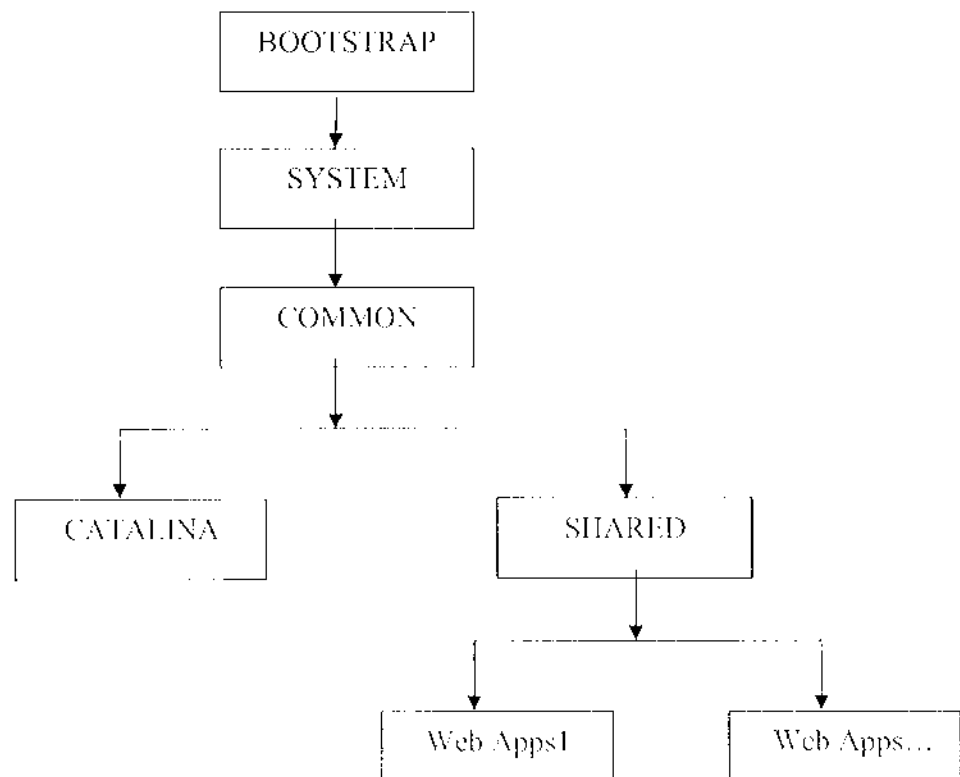 BOOTSTRAP
SYSTEM
COMMON
CATALINA
SHARED
Web Apps1
Web Apps...